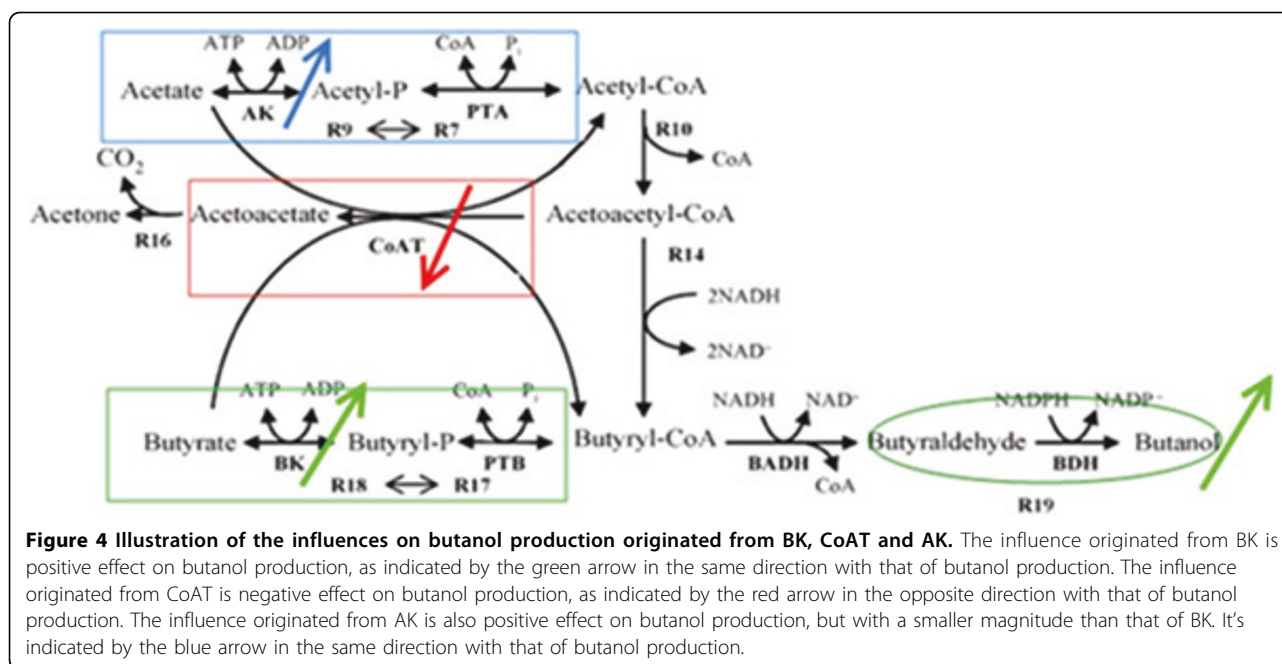 ATP ADP CoA Pi
Acetate Acetyl-P Acetyl-CoA
AK PTA
R9 R7 R10
CO2 CoA
Acetone Acetoacetate Acetoacetyl-CoA
R16 CoAT R14
2NADH
2NAD-
ATP ADP CoA Pi NADH NAD- NADPH NADP-
Butyrate Butyryl-P Butyryl-CoA Butyraldehyde Butanol
BK PTB BADH BDH
R18 R17 CoA R19
Figure 4 Illustration of the influences on butanol production originated from BK, CoAT and AK. The influence originated from BK is
positive effect on butanol production, as indicated by the green arrow in the same direction with that of butanol production. The influence
originated from CoAT is negative effect on butanol production, as indicated by the red arrow in the opposite direction with that of butanol
production. The influence originated from AK is also positive effect on butanol production, but with a smaller magnitude than that of BK. It's
indicated by the blue arrow in the same direction with that of butanol production.